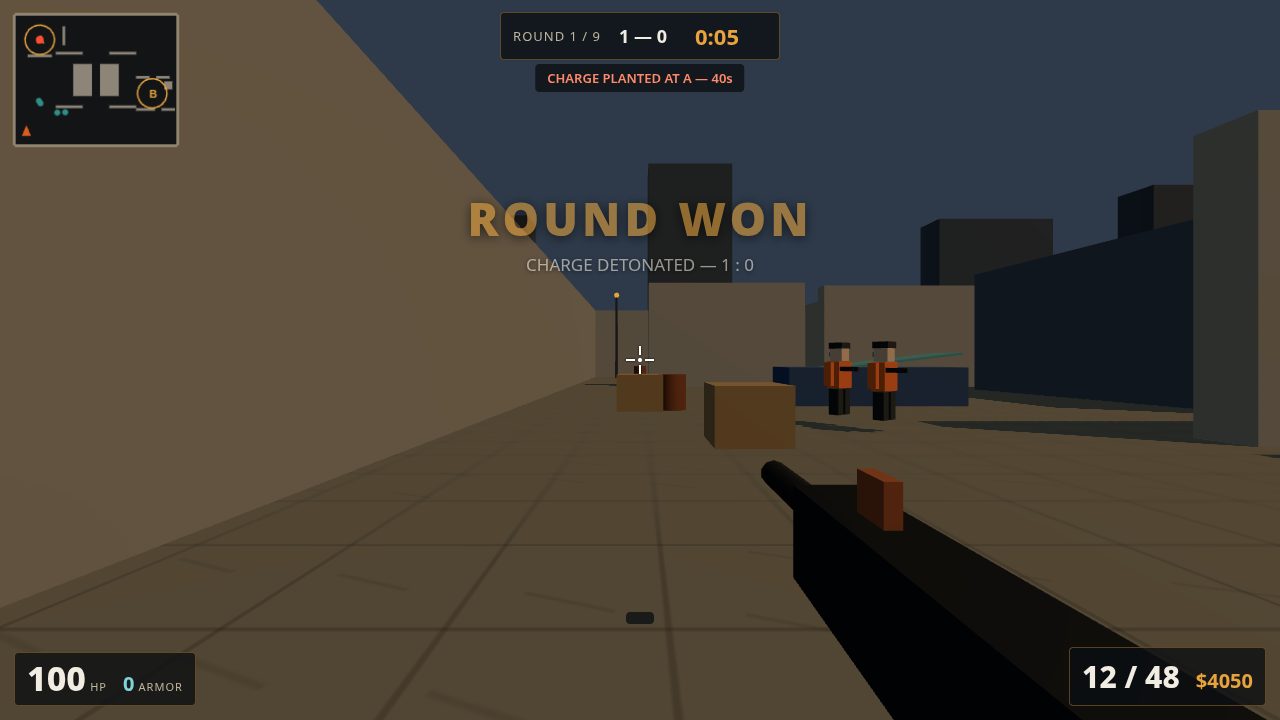 ROUND 1 / 9 1 — 0 0:05
CHARGE PLANTED AT A — 40s
B
ROUND WON
CHARGE DETONATED — 1 : 0
100 HP 0 ARMOR
12 / 48 $4050